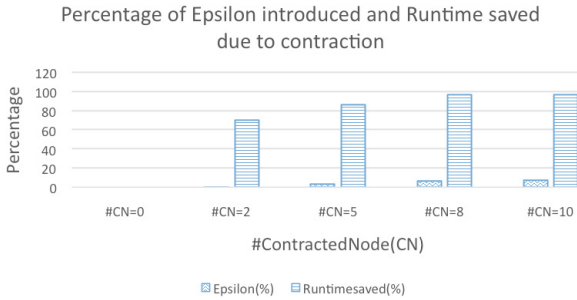 Percentage of Epsilon introduced and Runtime saved
due to contraction
Percentage
120
100
80
60
40
20
0
#CN=0 #CN=2 #CN=5 #CN=8 #CN=10
#ContractedNode(CN)
Epsilon(%) Runtimesaved(%)